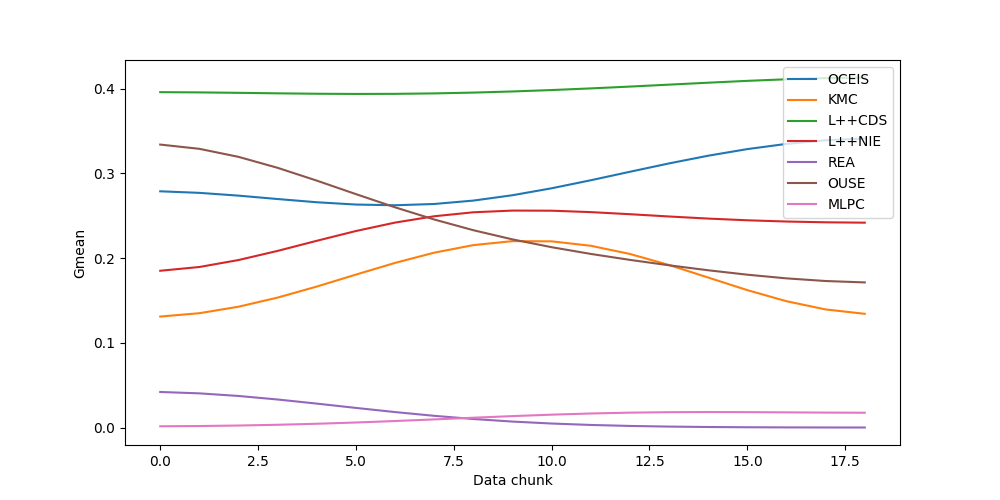 OCEIS
KMC
L++CDS
L++NIE
REA
OUSE
MLPC
0.4
0.3
0.2
0.1
0.0
Gmean
0.0 2.5 5.0 7.5 10.0 12.5 15.0 17.5
Data chunk